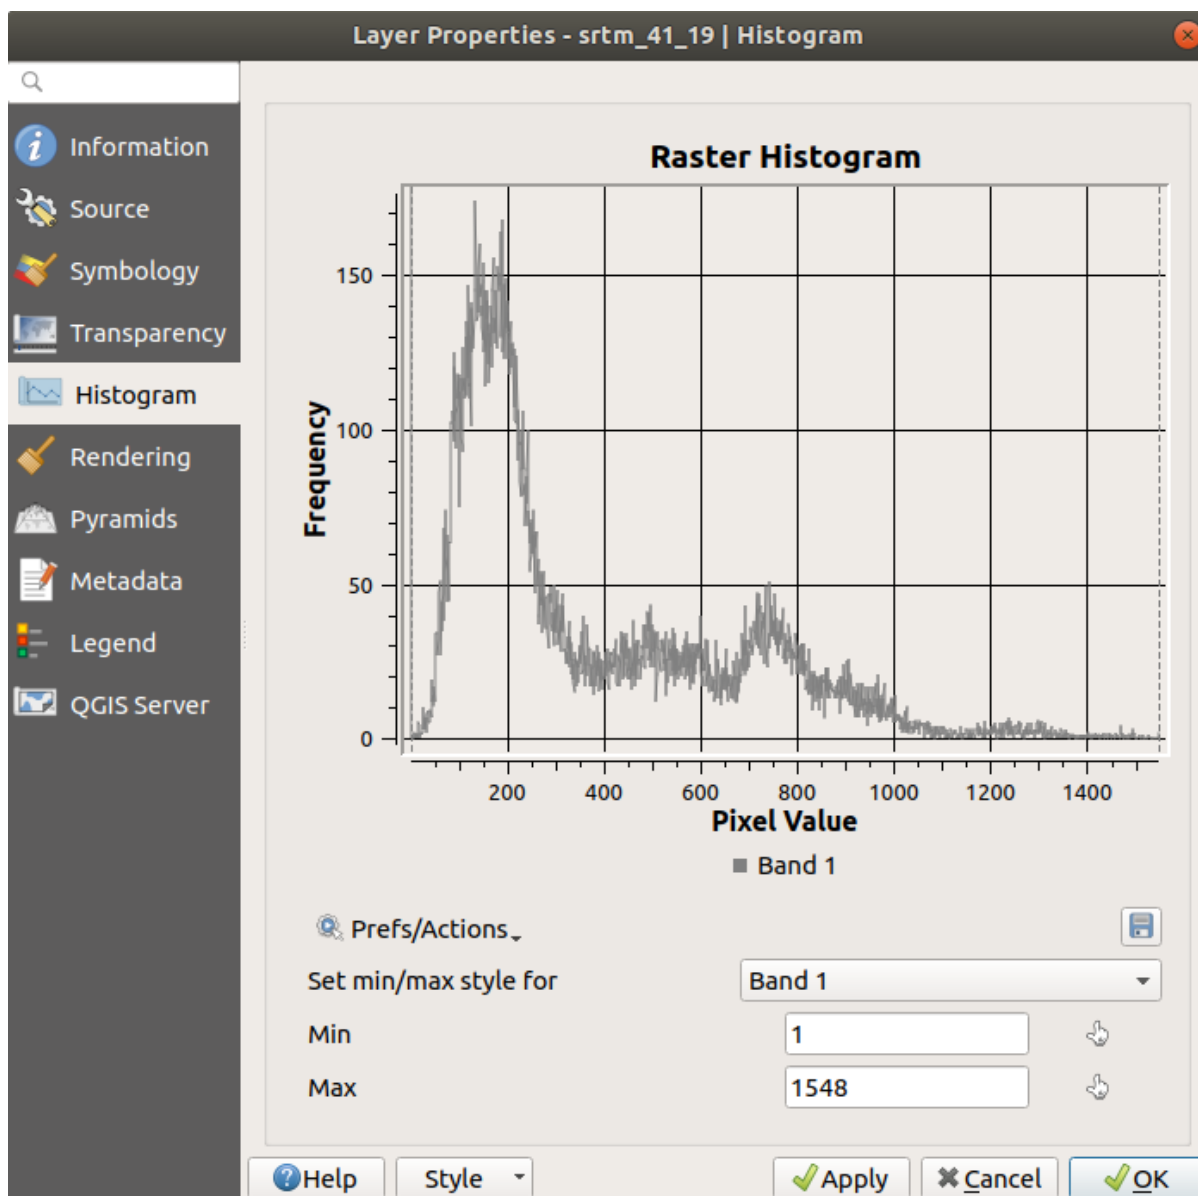 Layer Properties - srtm_41_19 | Histogram
Information
Source
Symbology
Transparency
Histogram
Rendering
Pyramids
Metadata
Legend
QGIS Server
Raster Histogram
Frequency
150
100
50
0
200 400 600 800 1000 1200 1400
Pixel Value
Band 1
Prefs/Actions
Set min/max style for Band 1
Min 1
Max 1548
Help Style Apply Cancel OK